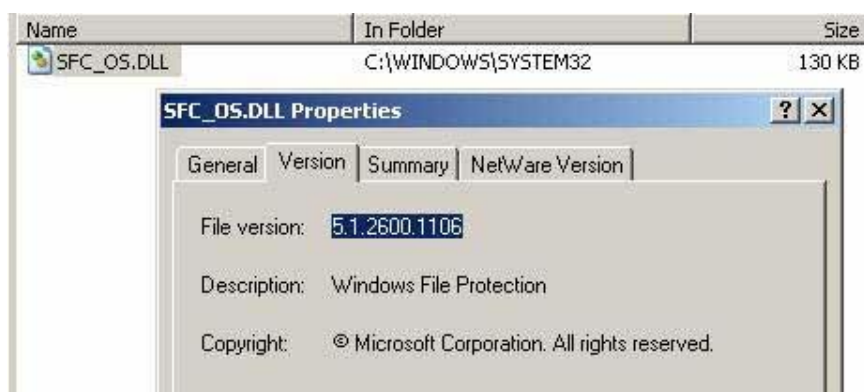 Name In Folder Size
SFC_OS.DLL C:\WINDOWS\SYSTEM32 130 KB
SFC_OS.DLL Properties ? ×
General Version Summary NetWare Version
File version: 5.1.2600.1106
Description: Windows File Protection
Copyright: © Microsoft Corporation. All rights reserved.